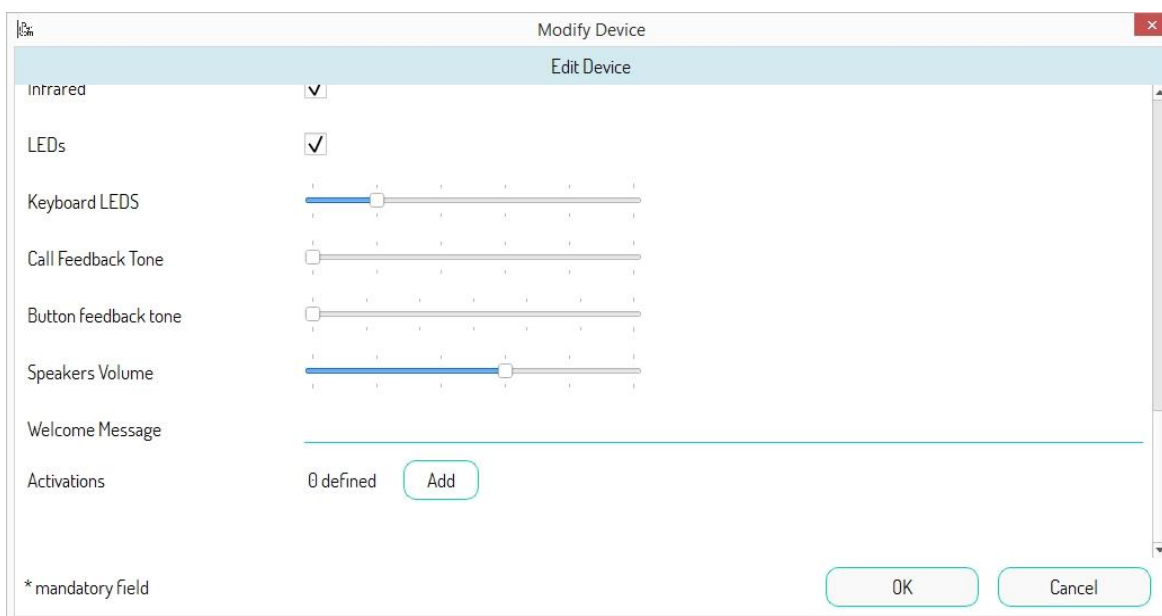 Modify Device
Edit Device
Infrared
LEDs
Keyboard LEDS
Call Feedback Tone
Button feedback tone
Speakers Volume
Welcome Message
Activations 0 defined Add
* mandatory field OK Cancel